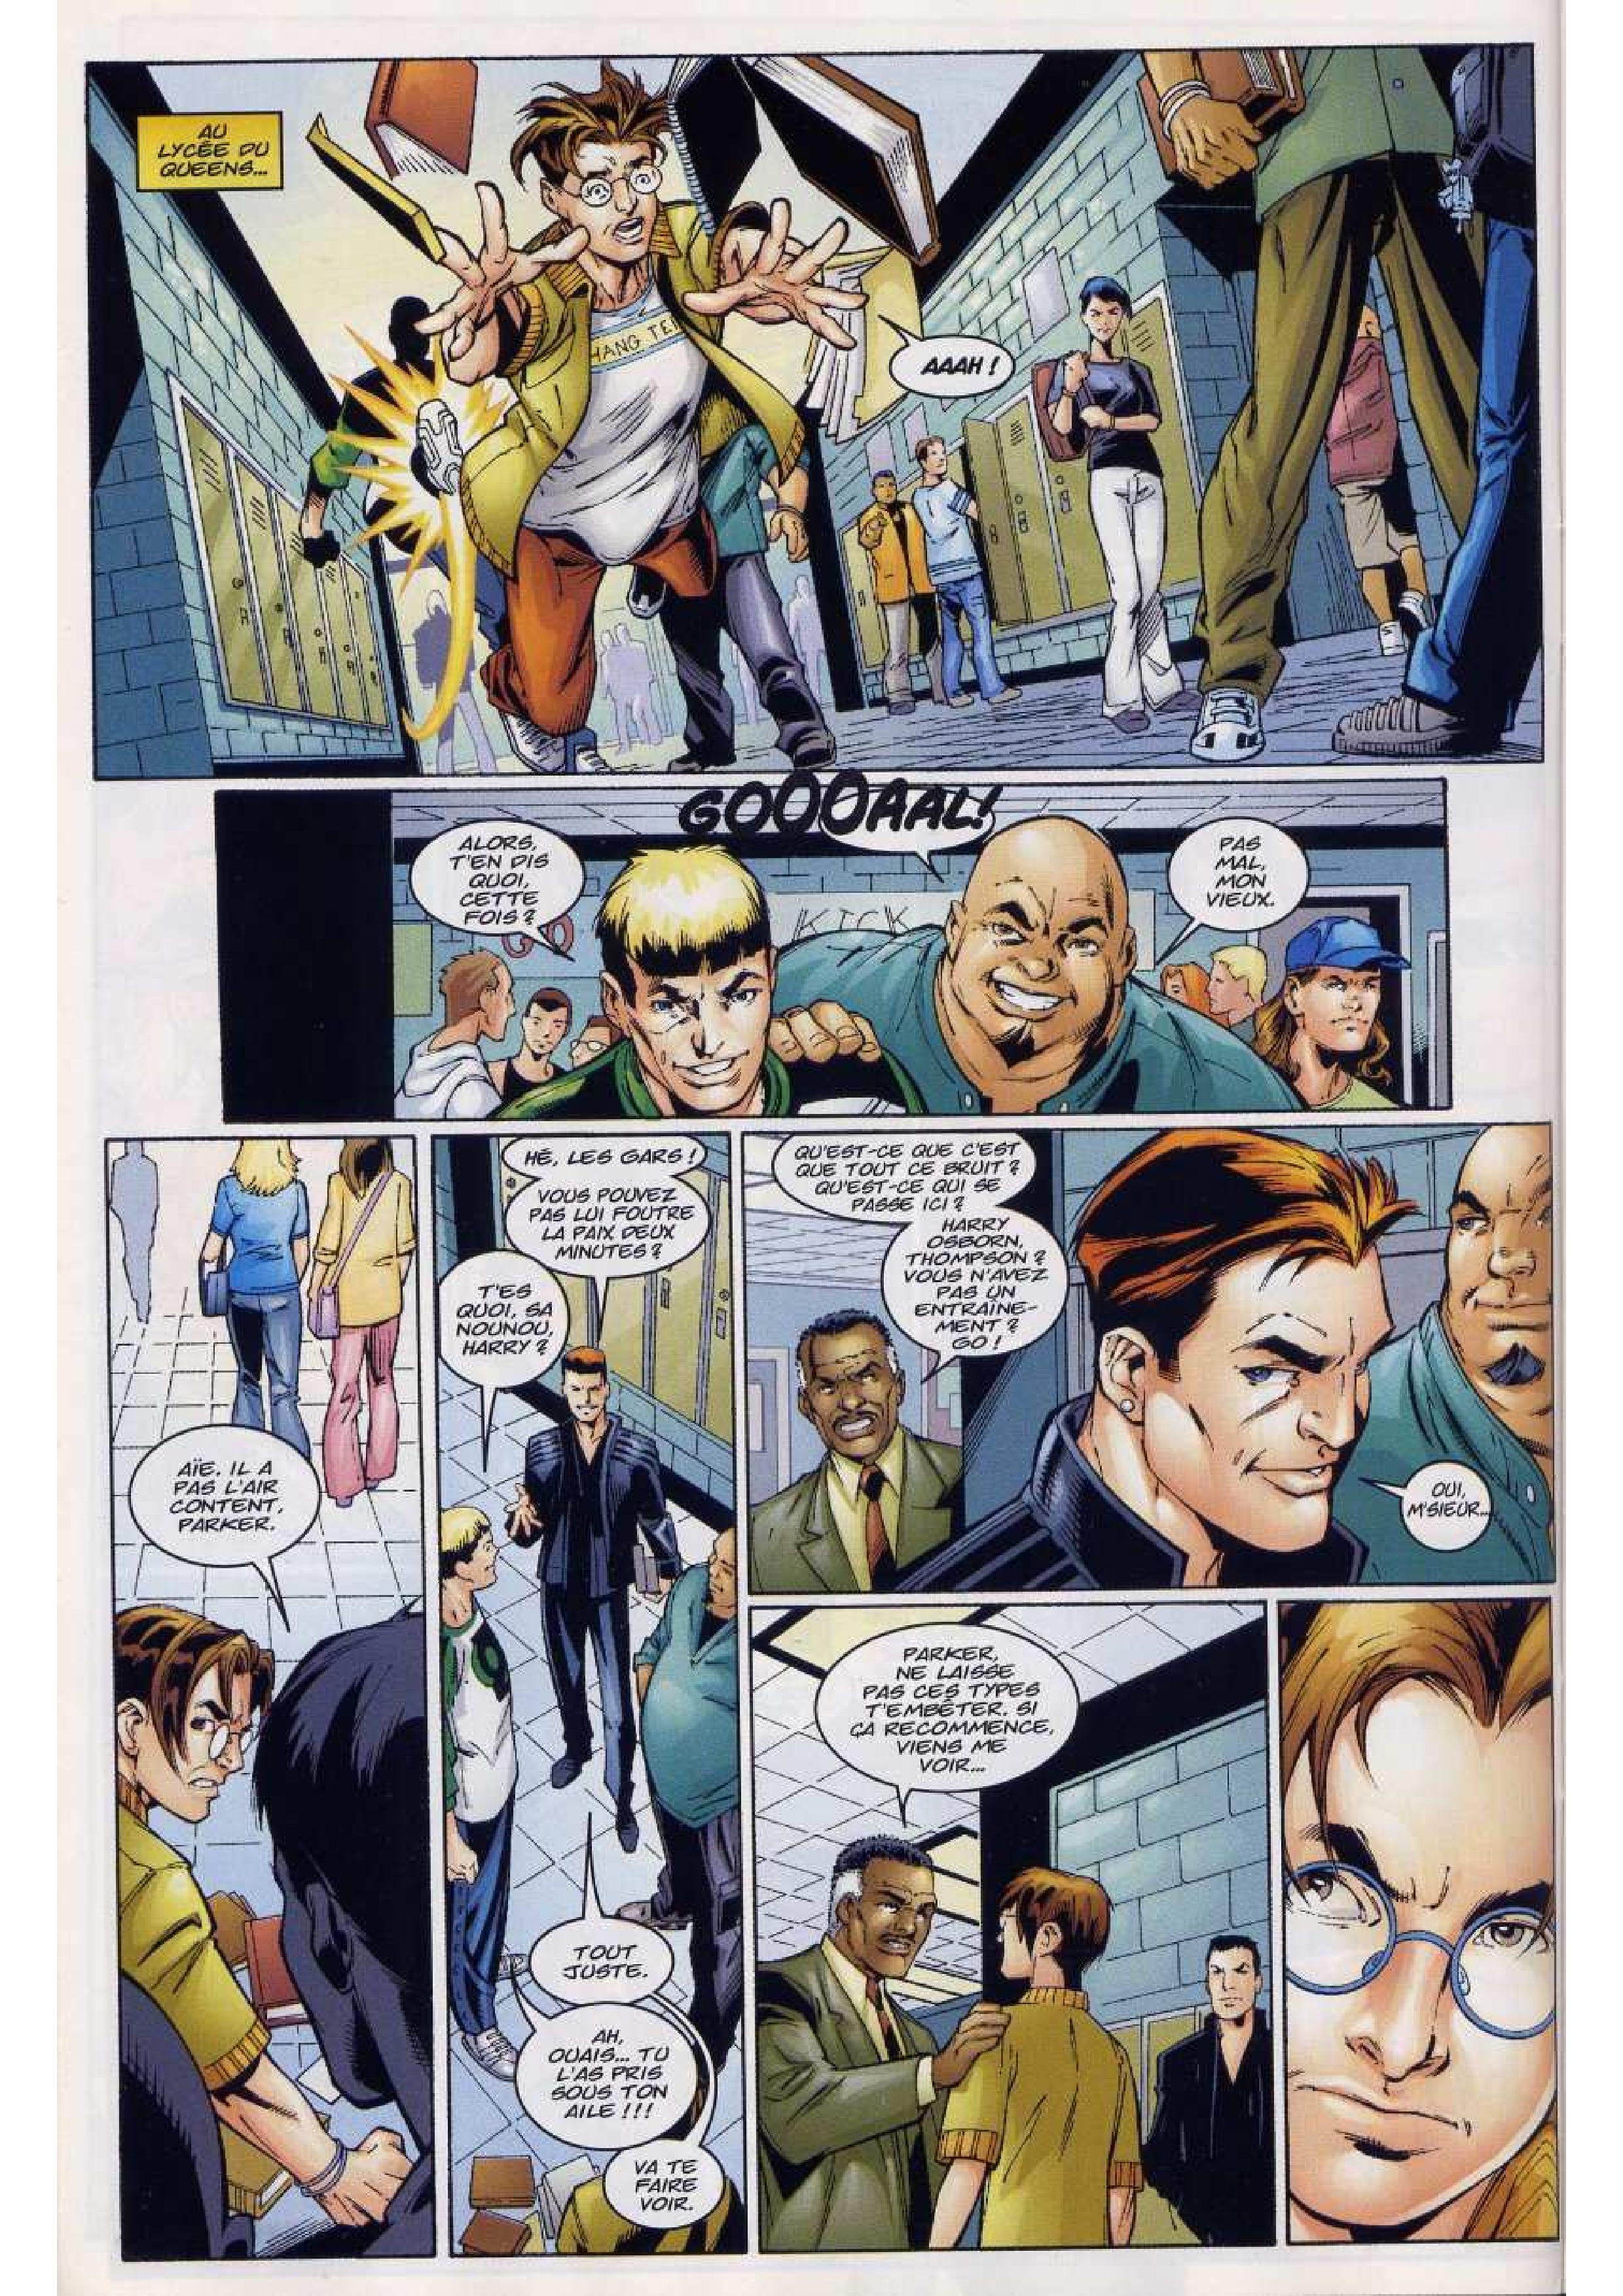 AU
LYCÉE DU
QUEENS...
HANG TE
AAAH !
GOOOAAL!
ALORS,
T'EN DIS
QUOI,
CETTE
FOIS ?
PAS
MAL,
MON
VIEUX.
GO
KICK
AÏE. IL A
PAS L'AIR
CONTENT,
PARKER.
HÉ, LES GARS !
VOUS POUVEZ
PAS LUI FOUTRE
LA PAIX DEUX
MINUTES ?
T'ES
QUOI, SA
NOUNOU,
HARRY ?
TOUT
JUSTE.
AH,
OUAIS... TU
L'AS PRIS
SOUS TON
AILE !!!
VA TE
FAIRE
VOIR.
QU'EST-CE QUE C'EST
QUE TOUT CE BRUIT ?
QU'EST-CE QUI SE
PASSE ICI ?
HARRY
OSBORN,
THOMPSON ?
VOUS N'AVEZ
PAS UN
ENTRAÎNE-
MENT ?
GO !
OUI,
M'SIEUR...
PARKER,
NE LAISSE
PAS CES TYPES
T'EMBÊTER. SI
ÇA RECOMMENCE,
VIENS ME
VOIR...